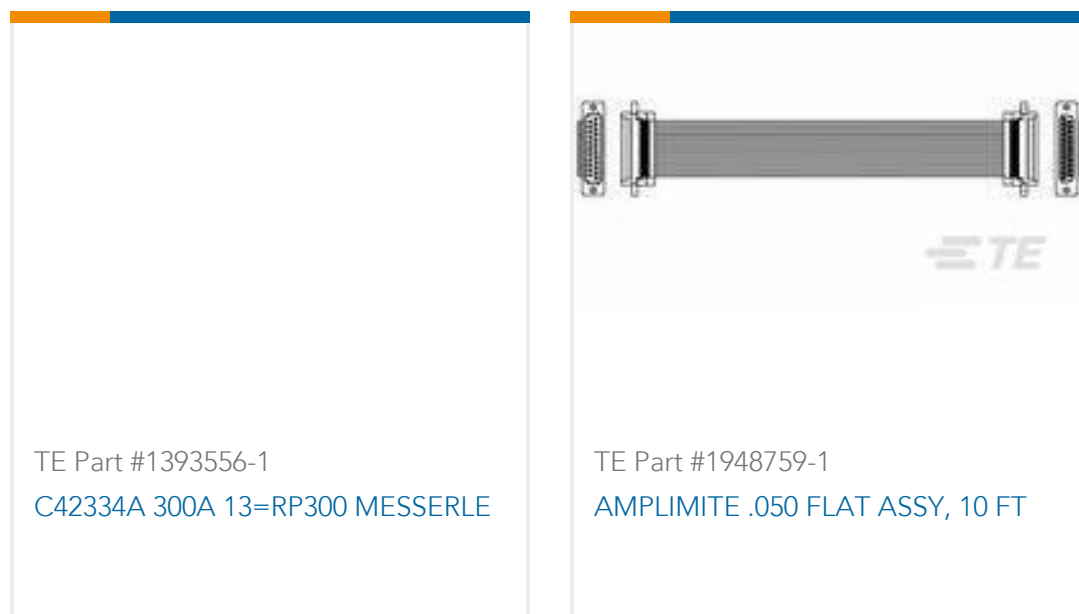 TE
TE Part #1393556-1
C42334A 300A 13=RP300 MESSERLE
TE Part #1948759-1
AMPLIMITE .050 FLAT ASSY, 10 FT